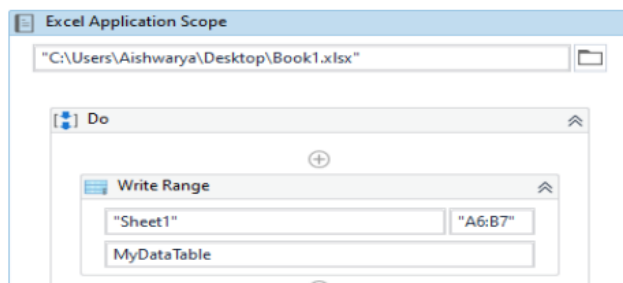 Excel Application Scope
"C:\Users\Aishwarya\Desktop\Book1.xlsx"
Do
Write Range
"Sheet1" "A6:B7"
MyDataTable